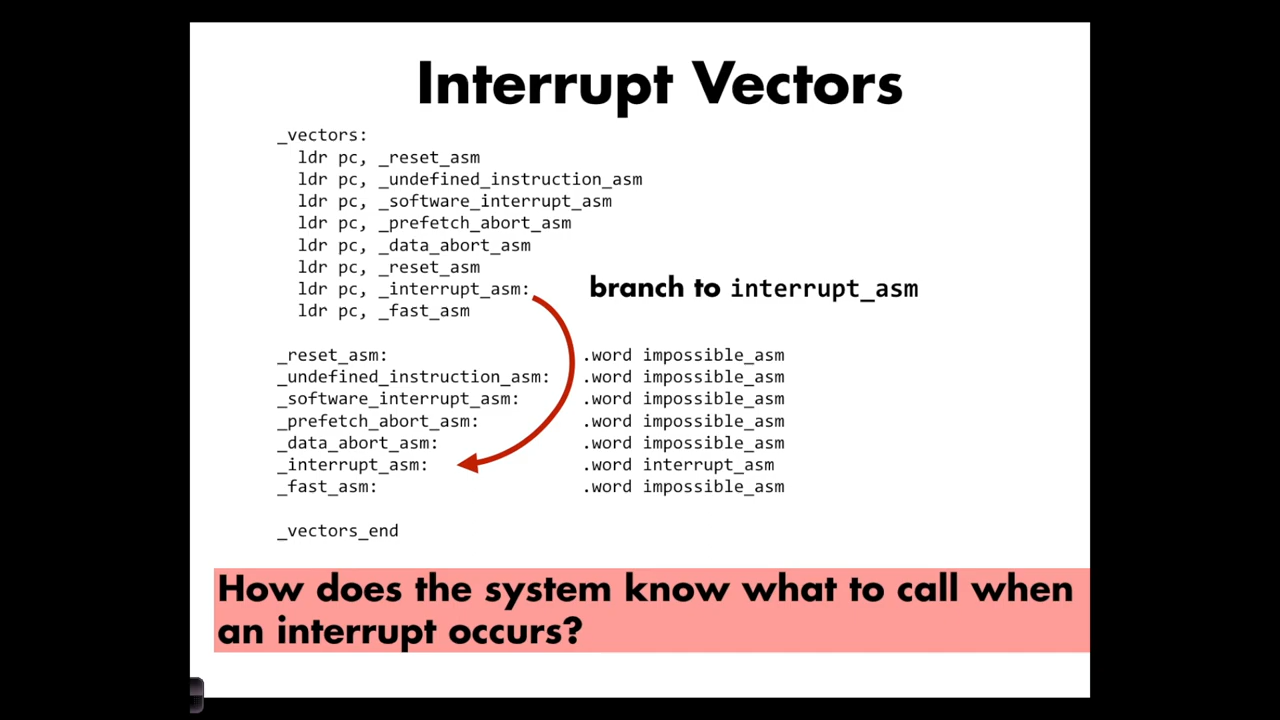 Interrupt Vectors
_vectors:
ldr pc, _reset_asm
ldr pc, _undefined_instruction_asm
ldr pc, _software_interrupt_asm
ldr pc, _prefetch_abort_asm
ldr pc, _data_abort_asm
ldr pc, _reset_asm
ldr pc, _interrupt_asm:
branch to interrupt_asm
ldr pc, _fast_asm
_reset_asm: .word impossible_asm
_undefined_instruction_asm: .word impossible_asm
_software_interrupt_asm: .word impossible_asm
_prefetch_abort_asm: .word impossible_asm
_data_abort_asm: .word impossible_asm
_interrupt_asm: .word interrupt_asm
_fast_asm: .word impossible_asm
_vectors_end
How does the system know what to call when
an interrupt occurs?